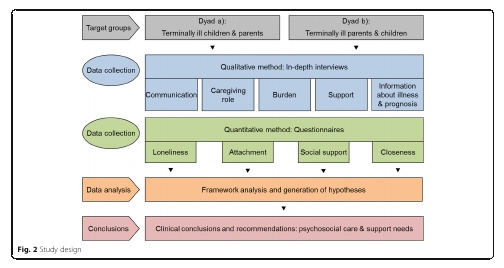 Target groups
Dyad a):
Terminally ill children & parents
Dyad b):
Terminally ill parents & children
Data collection
Qualitative method: In-depth interviews
Communication
Caregiving
role
Burden
Support
Information
about illness
& prognosis
Data collection
Quantitative method: Questionnaires
Loneliness
Attachment
Social support
Closeness
Data analysis
Framework analysis and generation of hypotheses
Conclusions
Clinical conclusions and recommendations: psychosocial care & support needs
Fig. 2 Study design